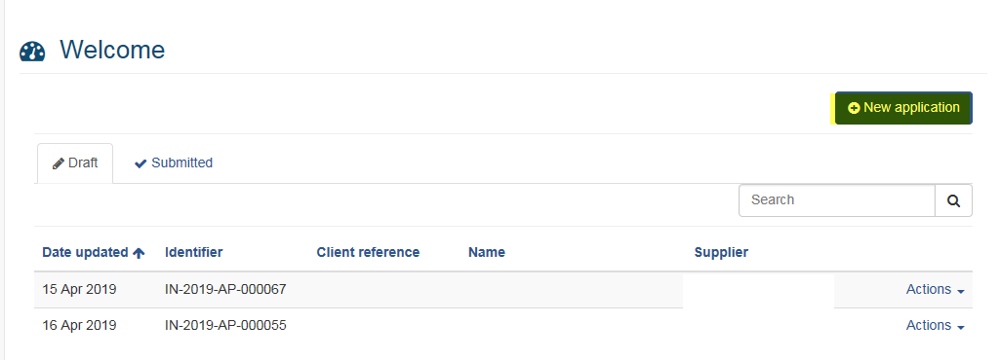 Welcome
New application
Draft Submitted
Search
Date updated Identifier Client reference Name Supplier
15 Apr 2019 IN-2019-AP-000067 Actions
16 Apr 2019 IN-2019-AP-000055 Actions